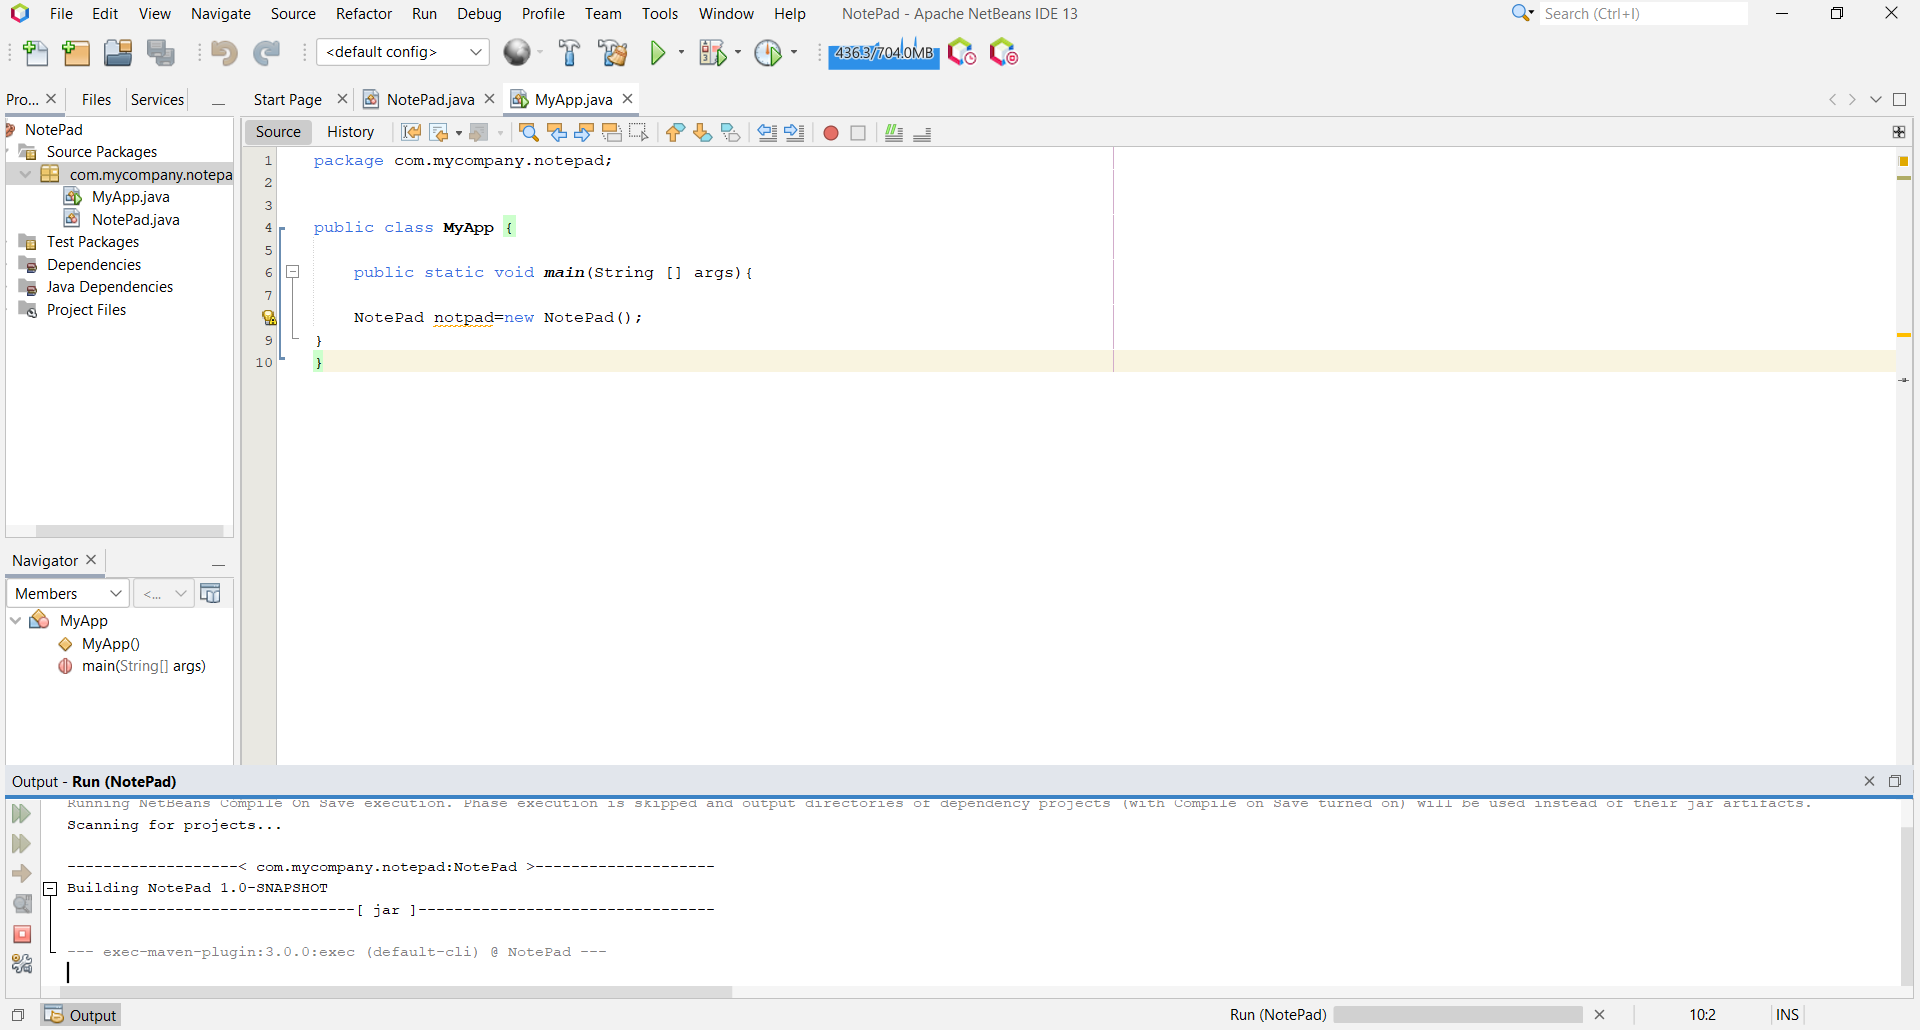 File Edit View Navigate Source Refactor Run Debug Profile Team Tools Window Help NotePad - Apache NetBeans IDE 13 Search (Ctrl+I)
<default config> 436.3/704.0MB
Pro... Files Services Start Page NotePad.java MyApp.java
NotePad
Source Packages
com.mycompany.notepa
MyApp.java
NotePad.java
Test Packages
Dependencies
Java Dependencies
Project Files
Source History
1 package com.mycompany.notepad;
2
3
4 public class MyApp {
5
6 public static void main(String [] args){
7
NotePad notpad=new NotePad();
9 }
10 }
Navigator
Members <...
MyApp
MyApp()
main(String[] args)
Output - Run (NotePad)
Running NetBeans Compile On Save execution. Phase execution is skipped and output directories of dependency projects (with Compile on Save turned on) will be used instead of their jar artifacts.
Scanning for projects...
-------------------< com.mycompany.notepad:NotePad >--------------------
Building NotePad 1.0-SNAPSHOT
--------------------------------[ jar ]---------------------------------
--- exec-maven-plugin:3.0.0:exec (default-cli) @ NotePad ---
Output Run (NotePad) 10:2 INS